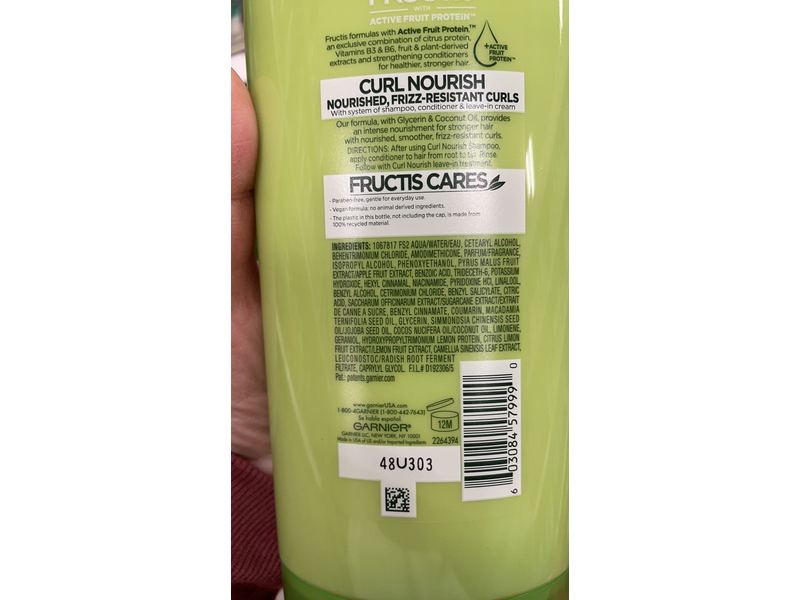 WITH
ACTIVE FRUIT PROTEIN™
Fructis formulas with Active Fruit Protein,™
an exclusive combination of citrus protein,
Vitamins B3 & B6, fruit & plant-derived
extracts and strengthening conditioners
for healthier, stronger hair.
+ACTIVE
FRUIT
PROTEIN™
CURL NOURISH
NOURISHED, FRIZZ-RESISTANT CURLS
With system of shampoo, conditioner & leave-in cream
Our formula, with Glycerin & Coconut Oil, provides
an intense nourishment for stronger hair
with nourished, smoother, frizz-resistant curls.
DIRECTIONS: After using Curl Nourish Shampoo,
apply conditioner to hair from root to tip. Rinse.
Follow with Curl Nourish leave-in treatment.
FRUCTIS CARES
- Paraben-free, gentle for everyday use.
- Vegan formula: no animal derived ingredients.
- The plastic in this bottle, not including the cap, is made from
100% recycled material.
INGREDIENTS: 1067817 FS2 AQUA/WATER/EAU, CETEARYL ALCOHOL,
BEHENTRIMONIUM CHLORIDE, AMODIMETHICONE, PARFUM/FRAGRANCE,
ISOPROPYL ALCOHOL, PHENOXYETHANOL, PYRUS MALUS FRUIT
EXTRACT/APPLE FRUIT EXTRACT, BENZOIC ACID, TRIDECETH-6, POTASSIUM
HYDROXIDE, HEXYL CINNAMAL, NIACINAMIDE, PYRIDOXINE HCI, LINALOOL,
BENZYL ALCOHOL, CETRIMONIUM CHLORIDE, BENZYL SALICYLATE, CITRIC
ACID, SACCHARUM OFFICINARUM EXTRACT/SUGARCANE EXTRACT/EXTRAIT
DE CANNE A SUCRE, BENZYL CINNAMATE, COUMARIN, MACADAMIA
TERNIFOLIA SEED OIL, GLYCERIN, SIMMONDSIA CHINENSIS SEED
OIL/JOJOBA SEED OIL, COCOS NUCIFERA OIL/COCONUT OIL, LIMONENE,
GERANIOL, HYDROXYPROPYLTRIMONIUM LEMON PROTEIN, CITRUS LIMON
FRUIT EXTRACT/LEMON FRUIT EXTRACT, CAMELLIA SINENSIS LEAF EXTRACT,
LEUCONOSTOC/RADISH ROOT FERMENT
FILTRATE, CAPRYLYL GLYCOL. F.I.L.# D192306/5
Pat.: patents.garnier.com
www.garnierUSA.com
1-800-4GARNIER (1-800-442-7643)
Se habla español.
GARNIER®
GARNIER LLC, NEW YORK, NY 10001
Made in USA of US and/or Imported Ingredients
12M
2264394
48U303
6 03084 57999 0